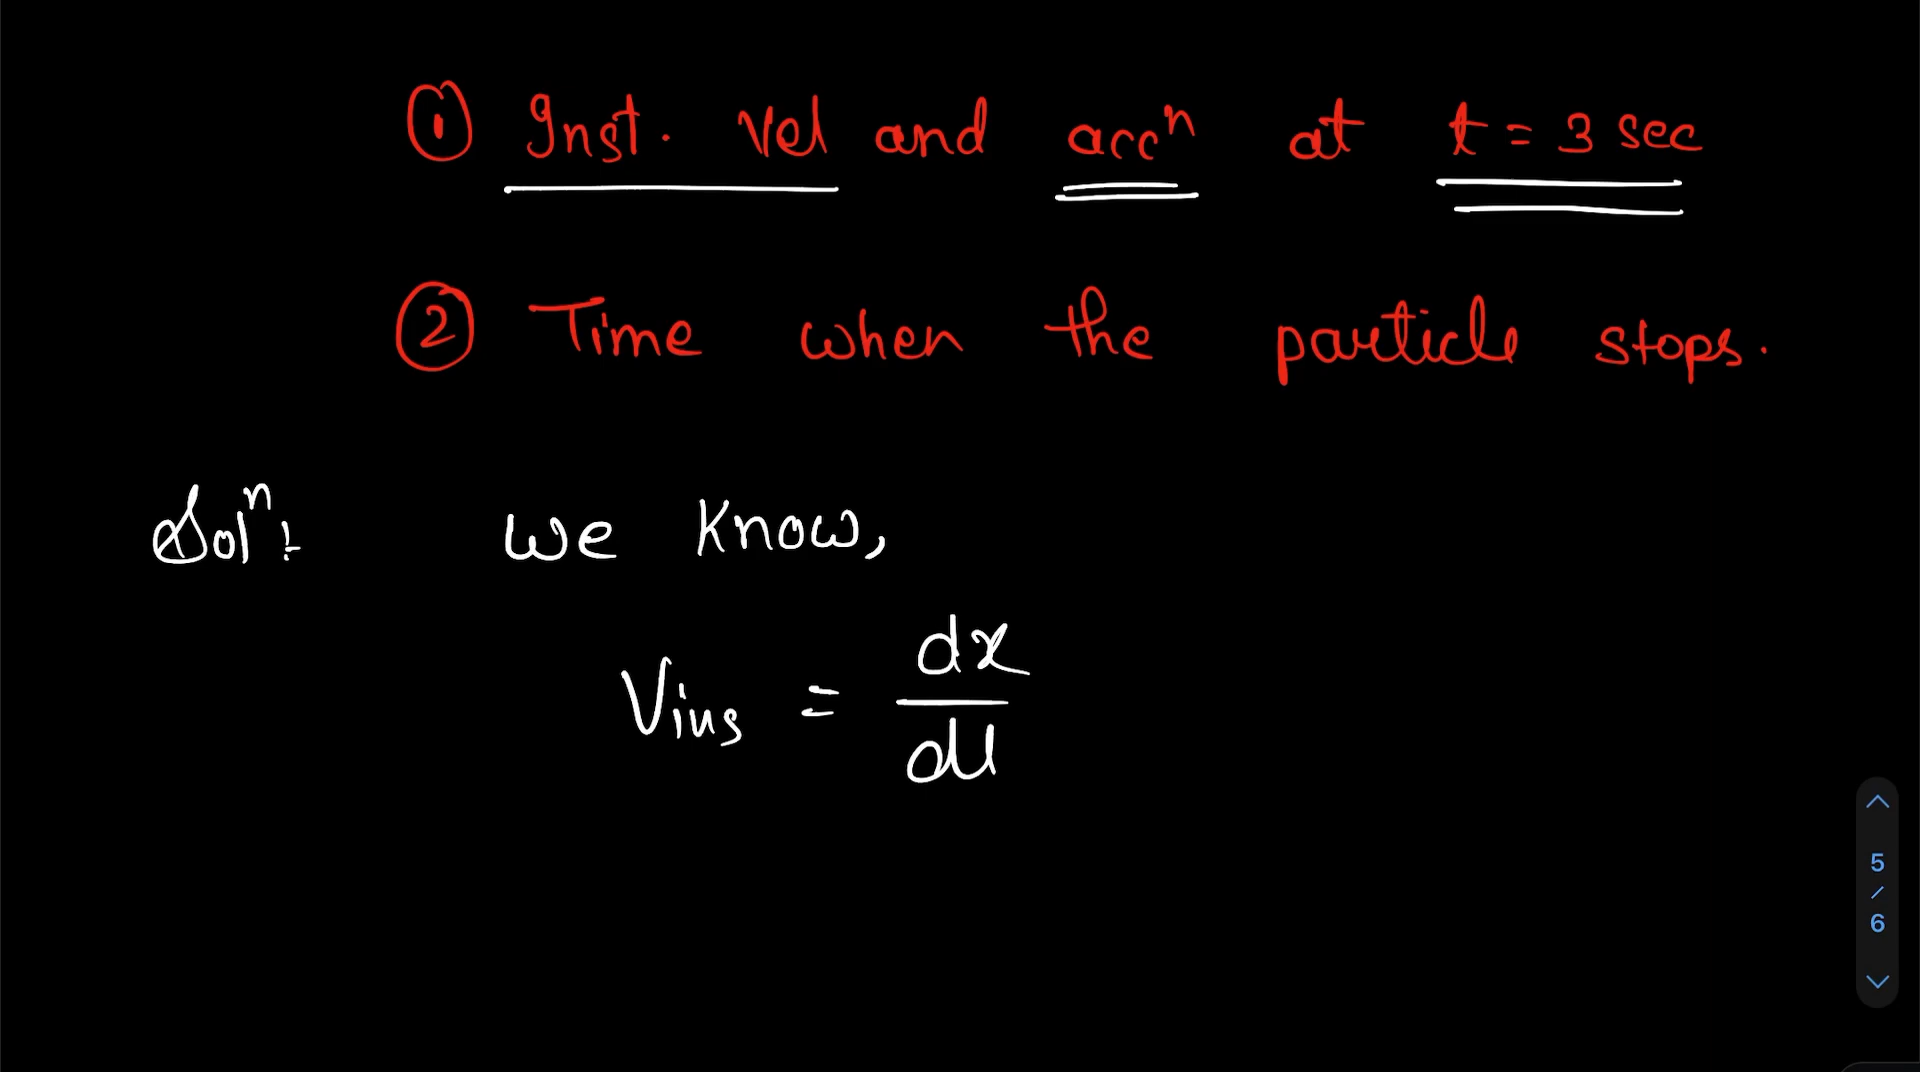 ① Inst. Vel and accⁿ at t = 3 sec
② Time when the particle stops.
Solⁿ:
We know,
Vins = dx/dt
5
/
6